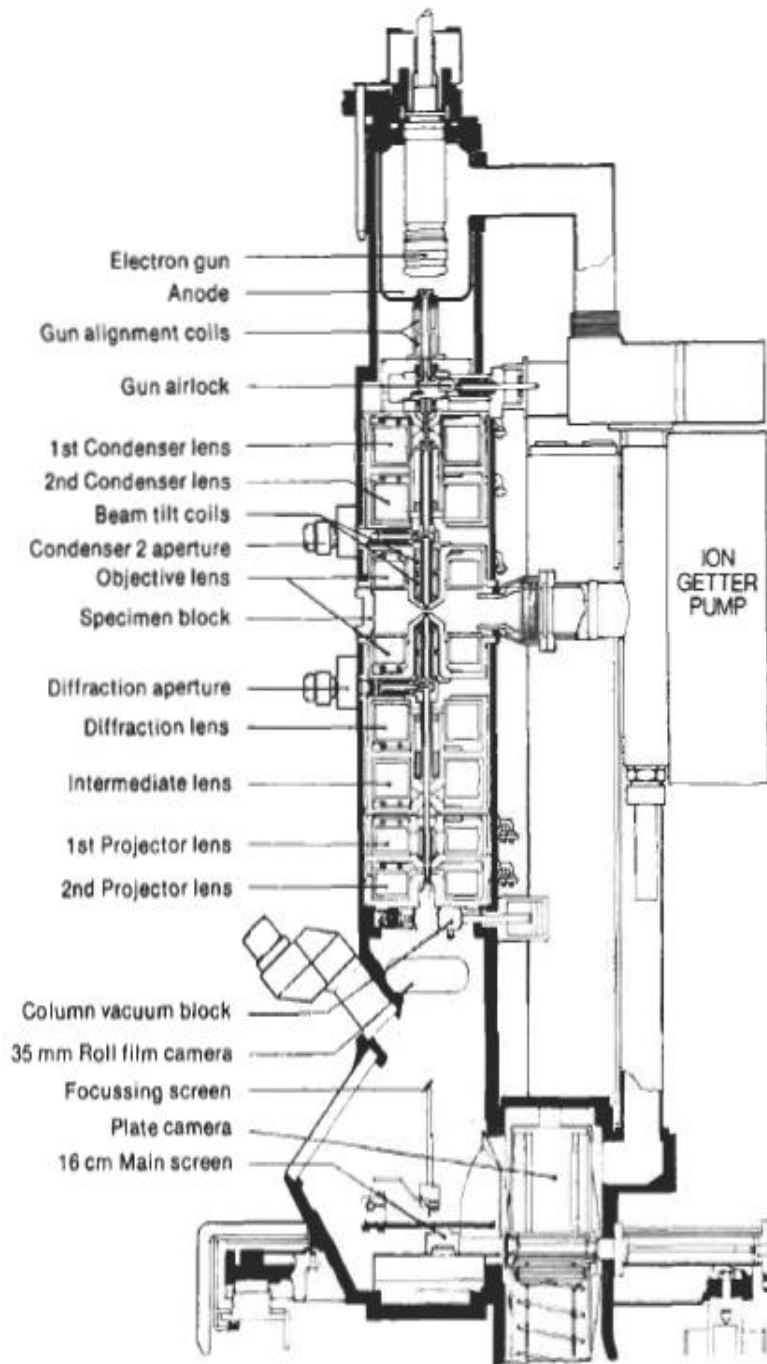 Electron gun
Anode
Gun alignment coils
Gun airlock
1st Condenser lens
2nd Condenser lens
Beam tilt coils
Condenser 2 aperture
Objective lens
Specimen block
Diffraction aperture
Diffraction lens
Intermediate lens
1st Projector lens
2nd Projector lens
Column vacuum block
35 mm Roll film camera
Focussing screen
Plate camera
16 cm Main screen
ION
GETTER
PUMP